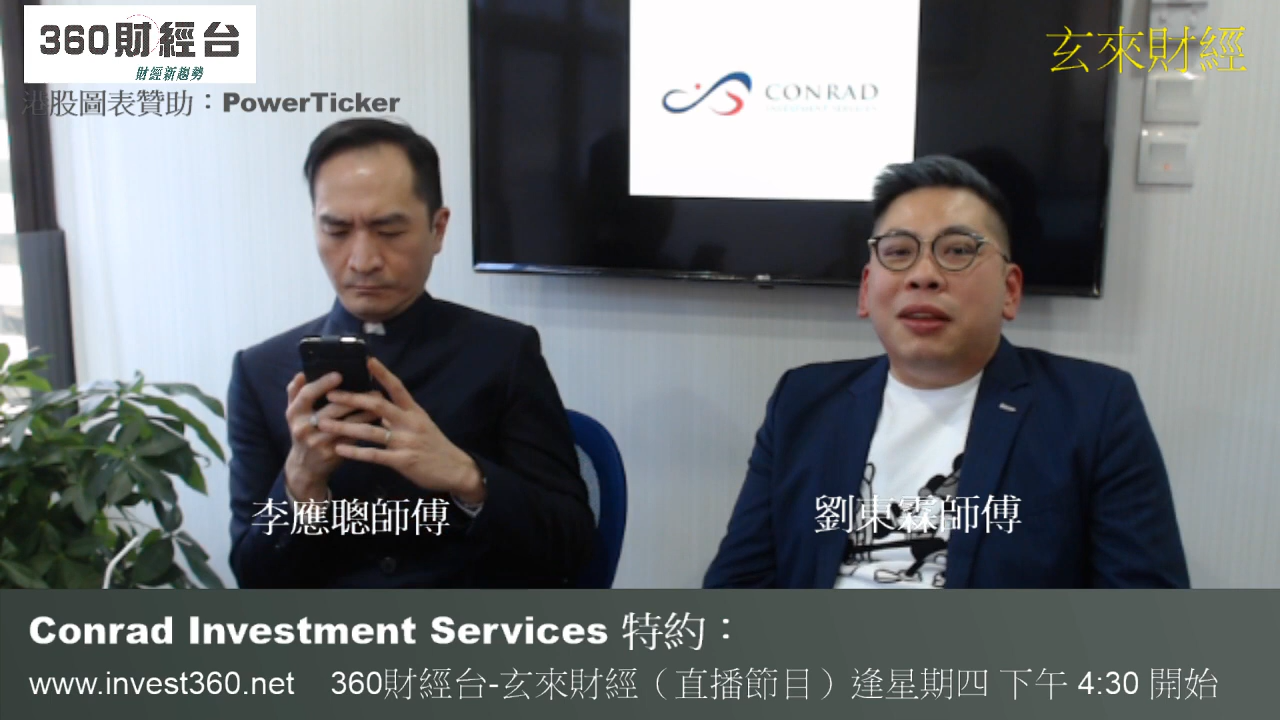 360財經台
財經新趨勢
港股圖表贊助：PowerTicker
玄來財經
CONRAD
INVESTMENT SERVICES
李應聰師傅
劉東霖師傅
Conrad Investment Services 特約：
www.invest360.net 360財經台-玄來財經（直播節目）逢星期四 下午 4:30 開始